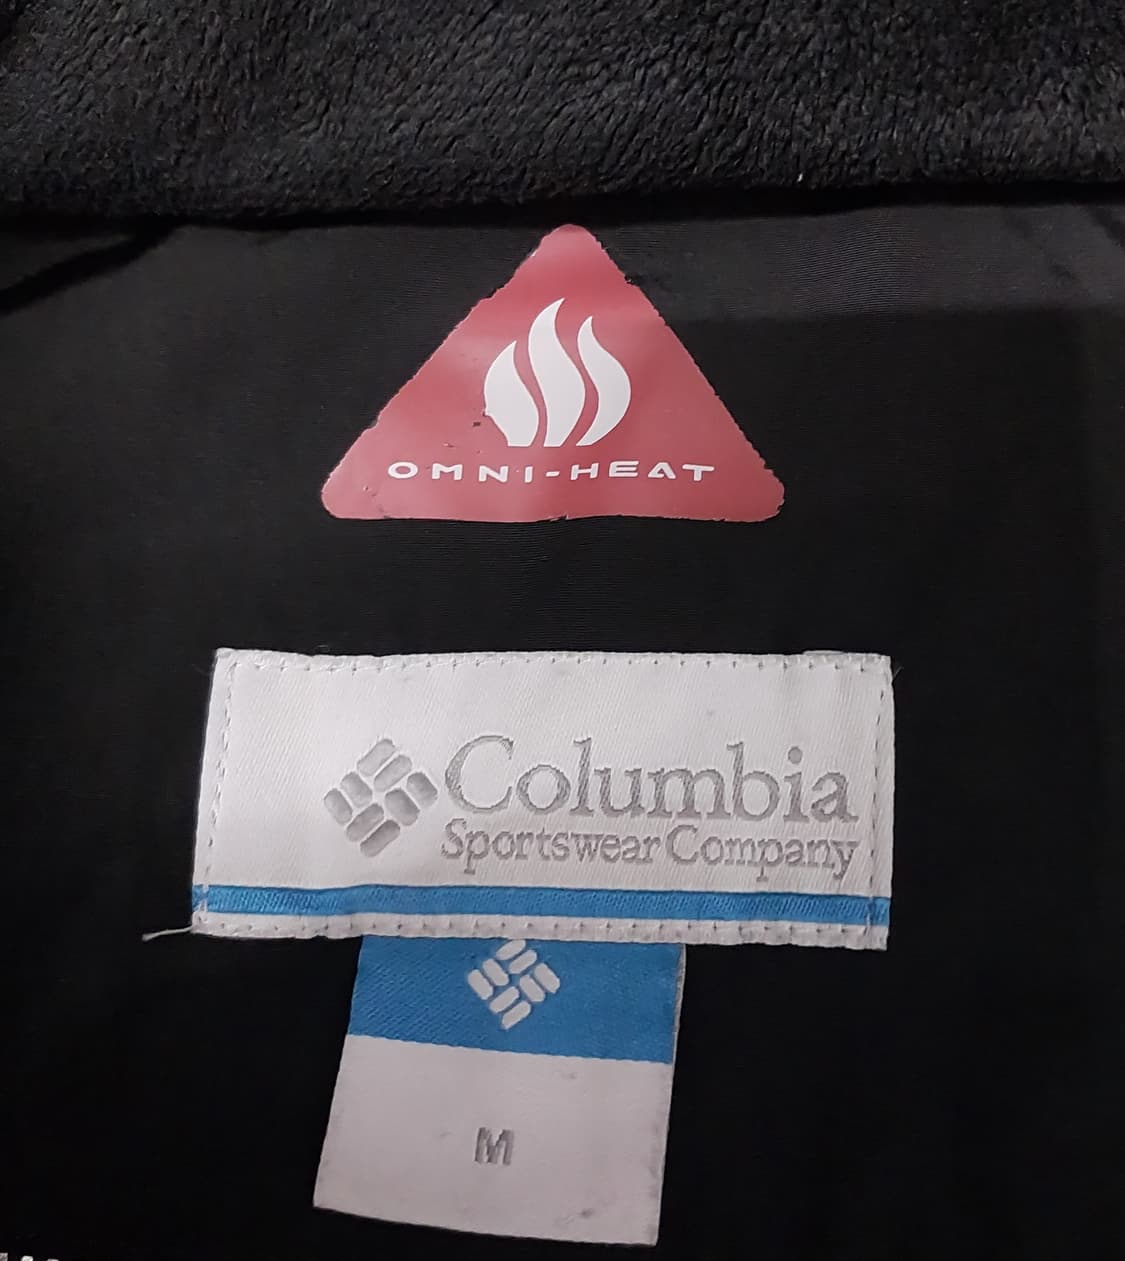 OMNI-HEAT
Columbia
Sportswear Company
M